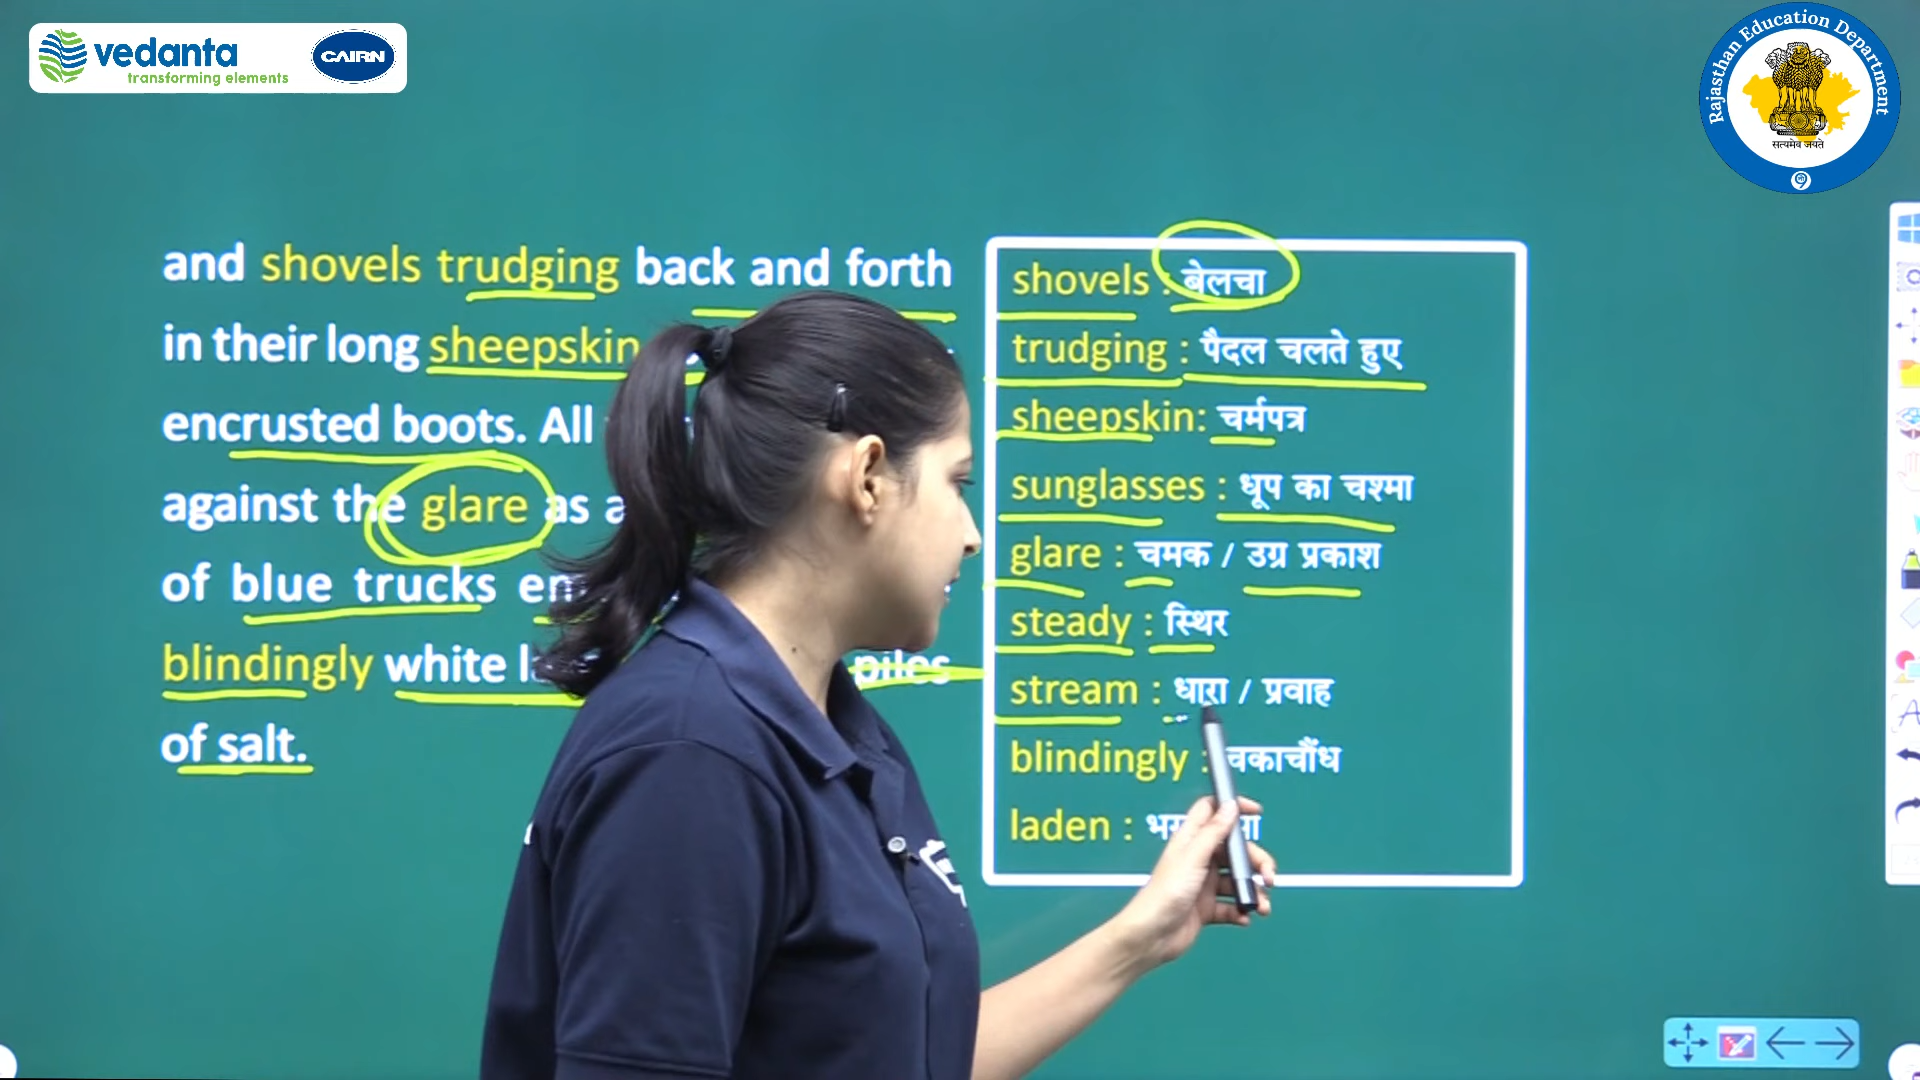 vedanta
transforming elements
CAIRN
Rajasthan Education Department
सत्यमेव जयते
and shovels trudging back and forth
in their long sheepskin
encrusted boots. All
against the glare as a
of blue trucks
blindingly white piles
of salt.
shovels : बेलचा
trudging : पैदल चलते हुए
sheepskin: चर्मपत्र
sunglasses : धूप का चश्मा
glare : चमक / उग्र प्रकाश
steady : स्थिर
stream : धारा / प्रवाह
blindingly : चकाचौंध
laden :